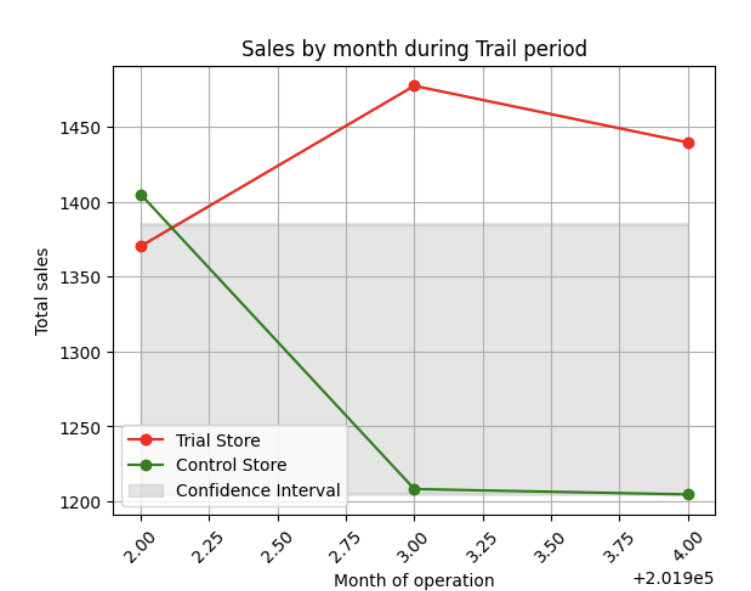 Sales by month during Trail period
Total sales
1450
1400
1350
1300
1250
1200
Trial Store
Control Store
Confidence Interval
2.00
2.25
2.50
2.75
3.00
3.25
3.50
3.75
4.00
Month of operation
+2.019e5